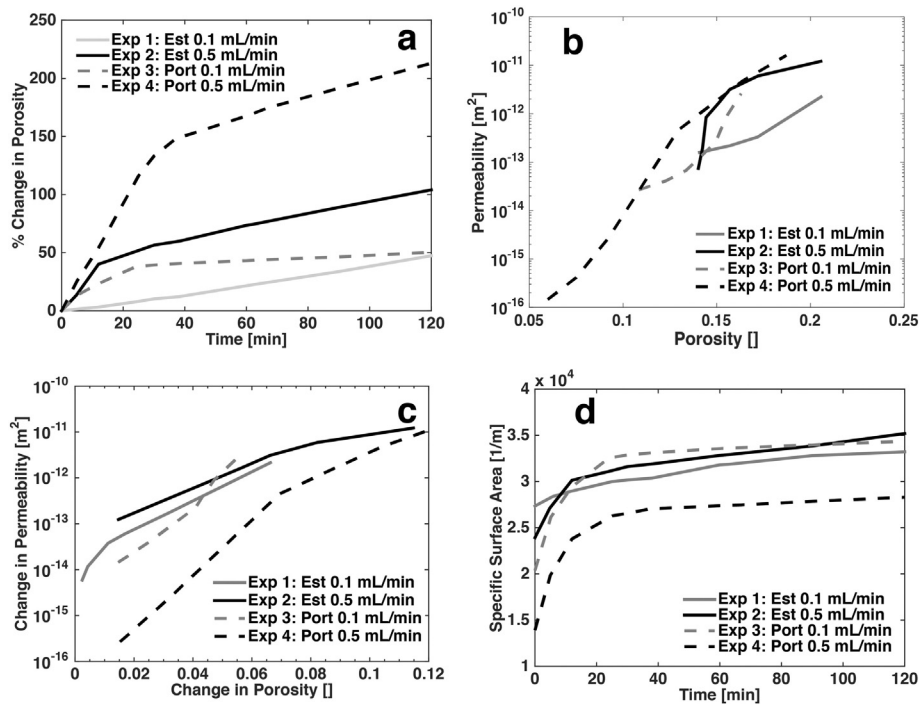 a
% Change in Porosity
250
200
150
100
50
0
Exp 1: Est 0.1 mL/min
Exp 2: Est 0.5 mL/min
Exp 3: Port 0.1 mL/min
Exp 4: Port 0.5 mL/min
0 20 40 60 80 100 120
Time [min]
b
Permeability [m²]
10⁻¹⁰
10⁻¹¹
10⁻¹²
10⁻¹³
10⁻¹⁴
10⁻¹⁵
10⁻¹⁶
Exp 1: Est 0.1 mL/min
Exp 2: Est 0.5 mL/min
Exp 3: Port 0.1 mL/min
Exp 4: Port 0.5 mL/min
0.05 0.1 0.15 0.2 0.25
Porosity []
c
Change in Permeability [m²]
10⁻¹⁰
10⁻¹¹
10⁻¹²
10⁻¹³
10⁻¹⁴
10⁻¹⁵
10⁻¹⁶
Exp 1: Est 0.1 mL/min
Exp 2: Est 0.5 mL/min
Exp 3: Port 0.1 mL/min
Exp 4: Port 0.5 mL/min
0 0.02 0.04 0.06 0.08 0.1 0.12
Change in Porosity []
d
Specific Surface Area [1/m]
x 10⁴
4
3.5
3
2.5
2
1.5
1
Exp 1: Est 0.1 mL/min
Exp 2: Est 0.5 mL/min
Exp 3: Port 0.1 mL/min
Exp 4: Port 0.5 mL/min
0 20 40 60 80 100 120
Time [min]